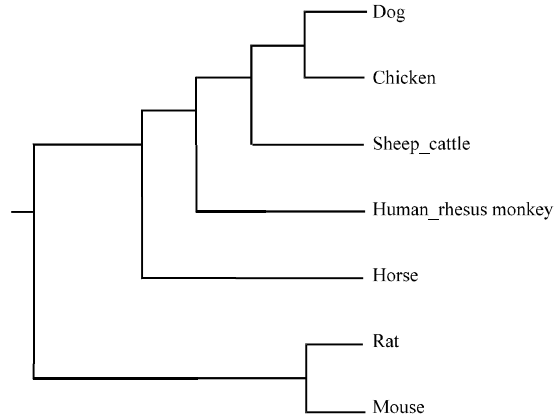 Dog
Chicken
Sheep_cattle
Human_rhesus monkey
Horse
Rat
Mouse